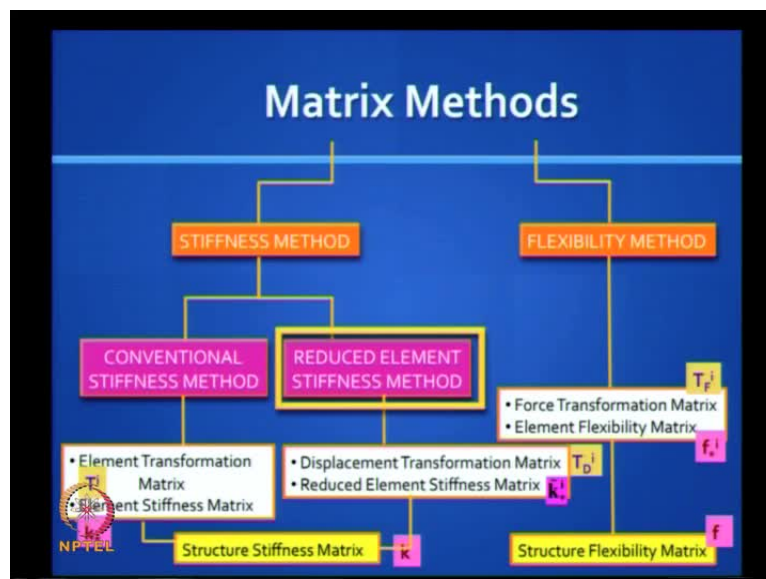 Matrix Methods
STIFFNESS METHOD
FLEXIBILITY METHOD
CONVENTIONAL
STIFFNESS METHOD
REDUCED ELEMENT
STIFFNESS METHOD
T_F^i
• Force Transformation Matrix
• Element Flexibility Matrix
f_*^i
• Element Transformation
Matrix
T^i
• Element Stiffness Matrix
• Displacement Transformation Matrix
T_D^i
• Reduced Element Stiffness Matrix
NPTEL
Structure Stiffness Matrix
k
Structure Flexibility Matrix
f